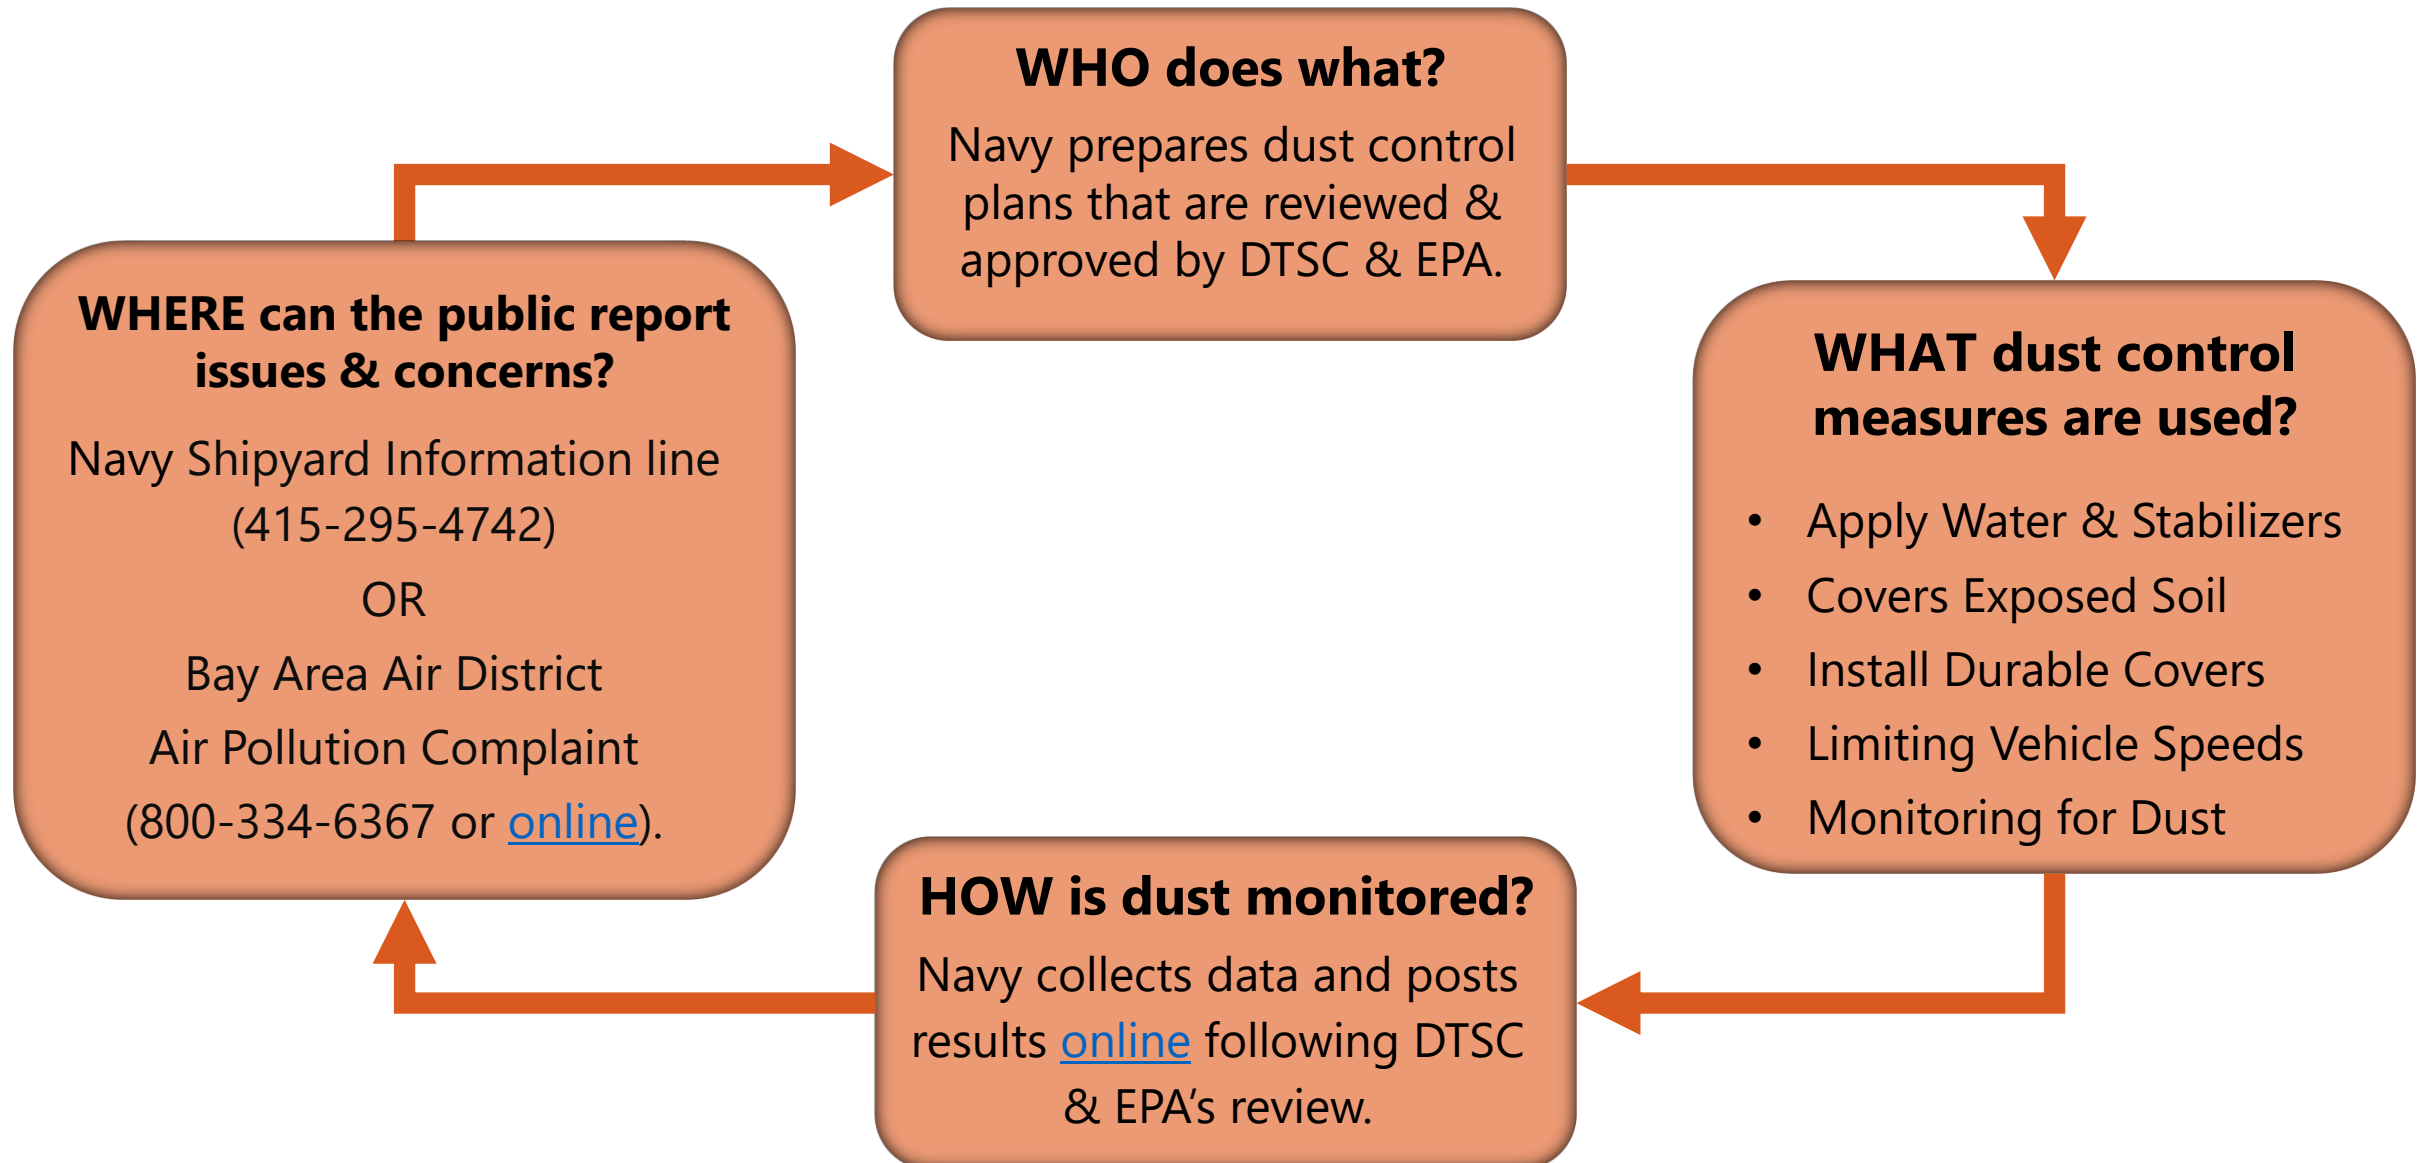 WHO does what?
Navy prepares dust control
plans that are reviewed &
approved by DTSC & EPA.
WHAT dust control
measures are used?
• Apply Water & Stabilizers
• Covers Exposed Soil
• Install Durable Covers
• Limiting Vehicle Speeds
• Monitoring for Dust
HOW is dust monitored?
Navy collects data and posts
results online following DTSC
& EPA’s review.
WHERE can the public report
issues & concerns?
Navy Shipyard Information line
(415-295-4742)
OR
Bay Area Air District
Air Pollution Complaint
(800-334-6367 or online).